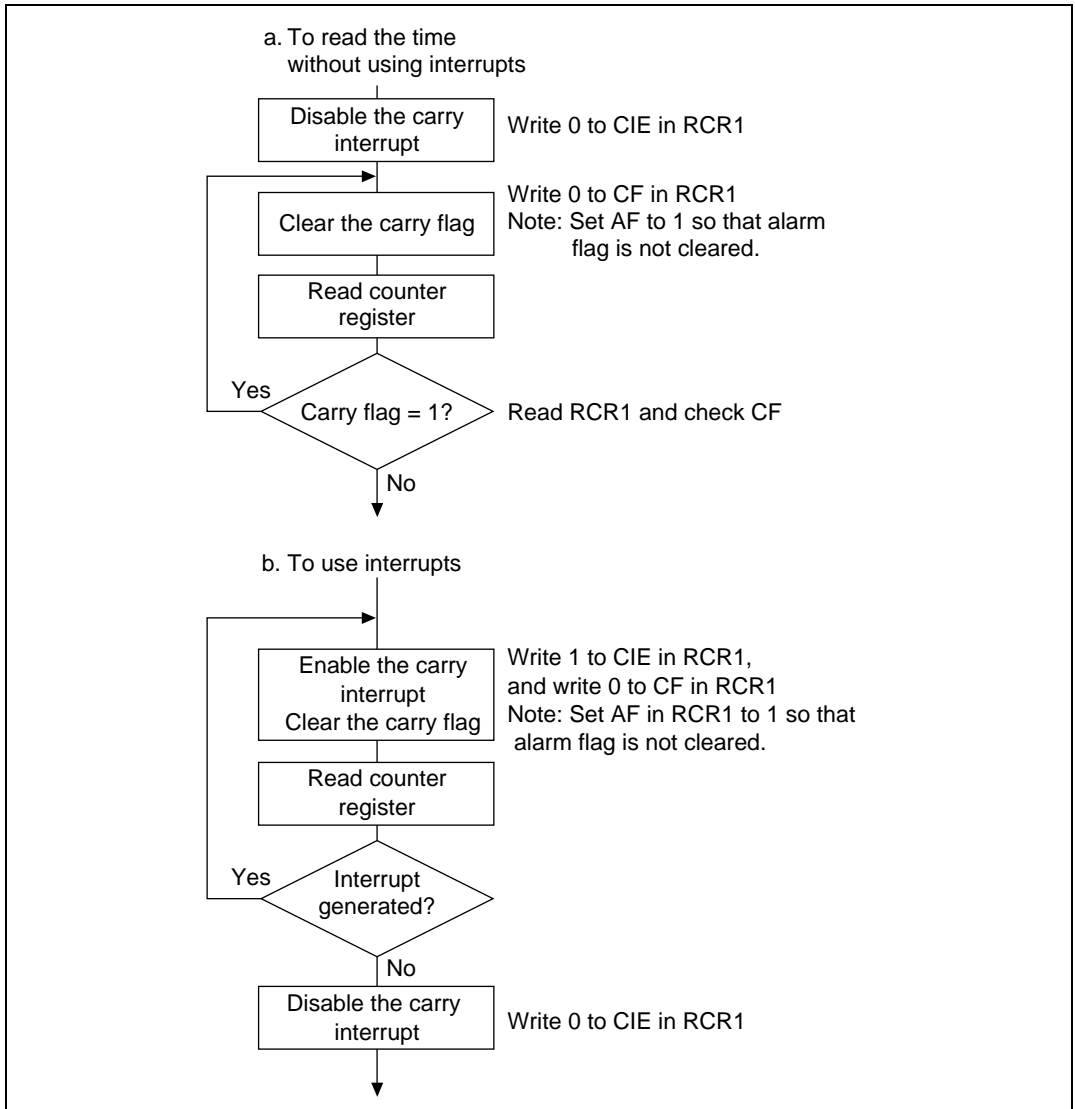 a. To read the time
without using interrupts
Disable the carry
interrupt
Write 0 to CIE in RCR1
Clear the carry flag
Write 0 to CF in RCR1
Note: Set AF to 1 so that alarm
flag is not cleared.
Read counter
register
Yes
Carry flag = 1?
Read RCR1 and check CF
No
b. To use interrupts
Enable the carry
interrupt
Clear the carry flag
Write 1 to CIE in RCR1,
and write 0 to CF in RCR1
Note: Set AF in RCR1 to 1 so that
alarm flag is not cleared.
Read counter
register
Yes
Interrupt
generated?
No
Disable the carry
interrupt
Write 0 to CIE in RCR1